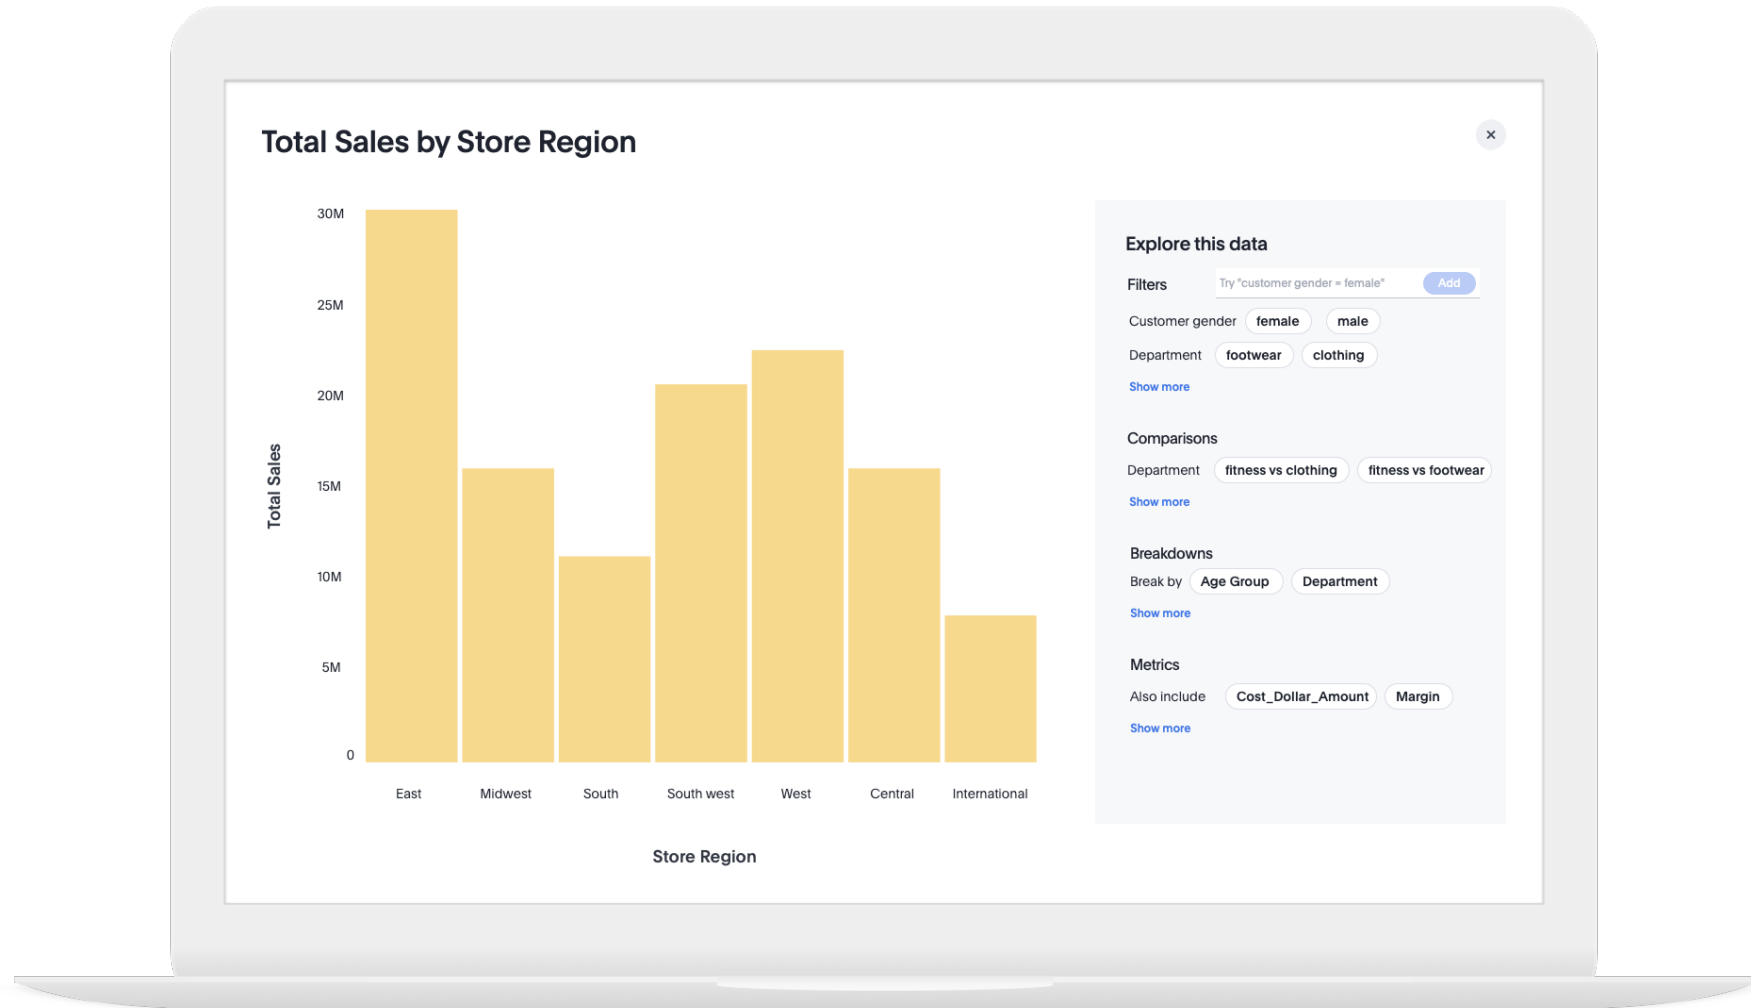 Total Sales by Store Region
×
30M
25M
20M
15M
10M
5M
0
Total Sales
East Midwest South South west West Central International
Store Region
Explore this data
Filters Try "customer gender = female" Add
Customer gender female male
Department footwear clothing
Show more
Comparisons
Department fitness vs clothing fitness vs footwear
Show more
Breakdowns
Break by Age Group Department
Show more
Metrics
Also include Cost_Dollar_Amount Margin
Show more